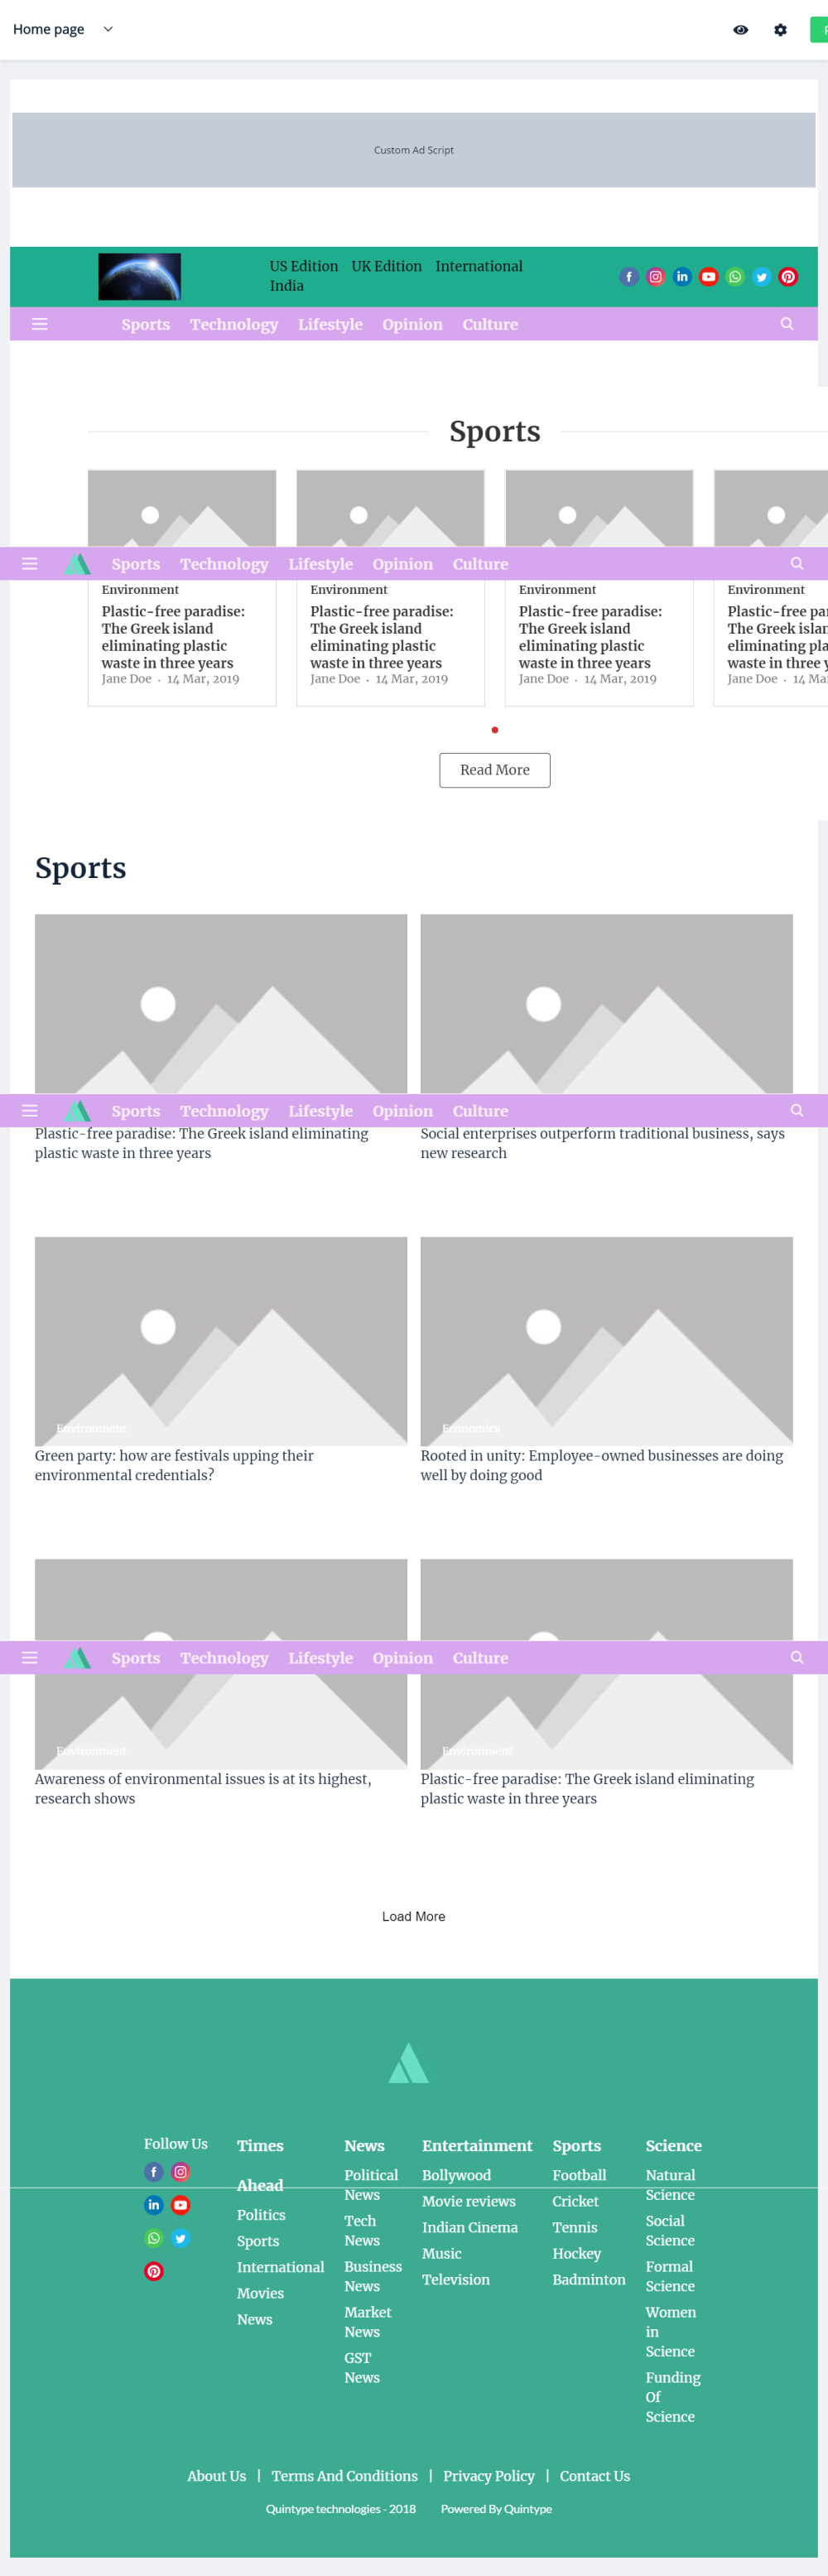 Home page
Custom Ad Script
US Edition UK Edition International
India
Sports Technology Lifestyle Opinion Culture
Sports
Sports Technology Lifestyle Opinion Culture
Environment Environment Environment Environment
Plastic-free paradise: Plastic-free paradise: Plastic-free paradise: Plastic-free
The Greek island The Greek island The Greek island The Greek
eliminating plastic eliminating plastic eliminating plastic eliminating
waste in three years waste in three years waste in three years waste in three
Jane Doe · 14 Mar, 2019 Jane Doe · 14 Mar, 2019 Jane Doe · 14 Mar, 2019 Jane Doe · 14
Read More
Sports
Sports Technology Lifestyle Opinion Culture
Plastic-free paradise: The Greek island eliminating
plastic waste in three years
Social enterprises outperform traditional business, says
new research
Environment
Green party: how are festivals upping their
environmental credentials?
Economics
Rooted in unity: Employee-owned businesses are doing
well by doing good
Sports Technology Lifestyle Opinion Culture
Environment
Awareness of environmental issues is at its highest,
research shows
Environment
Plastic-free paradise: The Greek island eliminating
plastic waste in three years
Load More
Follow Us
Times
Ahead
Politics
Sports
International
Movies
News
News
Political
News
Tech
News
Business
News
Market
News
GST
News
Entertainment
Bollywood
Movie reviews
Indian Cinema
Music
Television
Sports
Football
Cricket
Tennis
Hockey
Badminton
Science
Natural
Science
Social
Science
Formal
Science
Women
in
Science
Funding
Of
Science
About Us | Terms And Conditions | Privacy Policy | Contact Us
Quintype technologies - 2018 Powered By Quintype